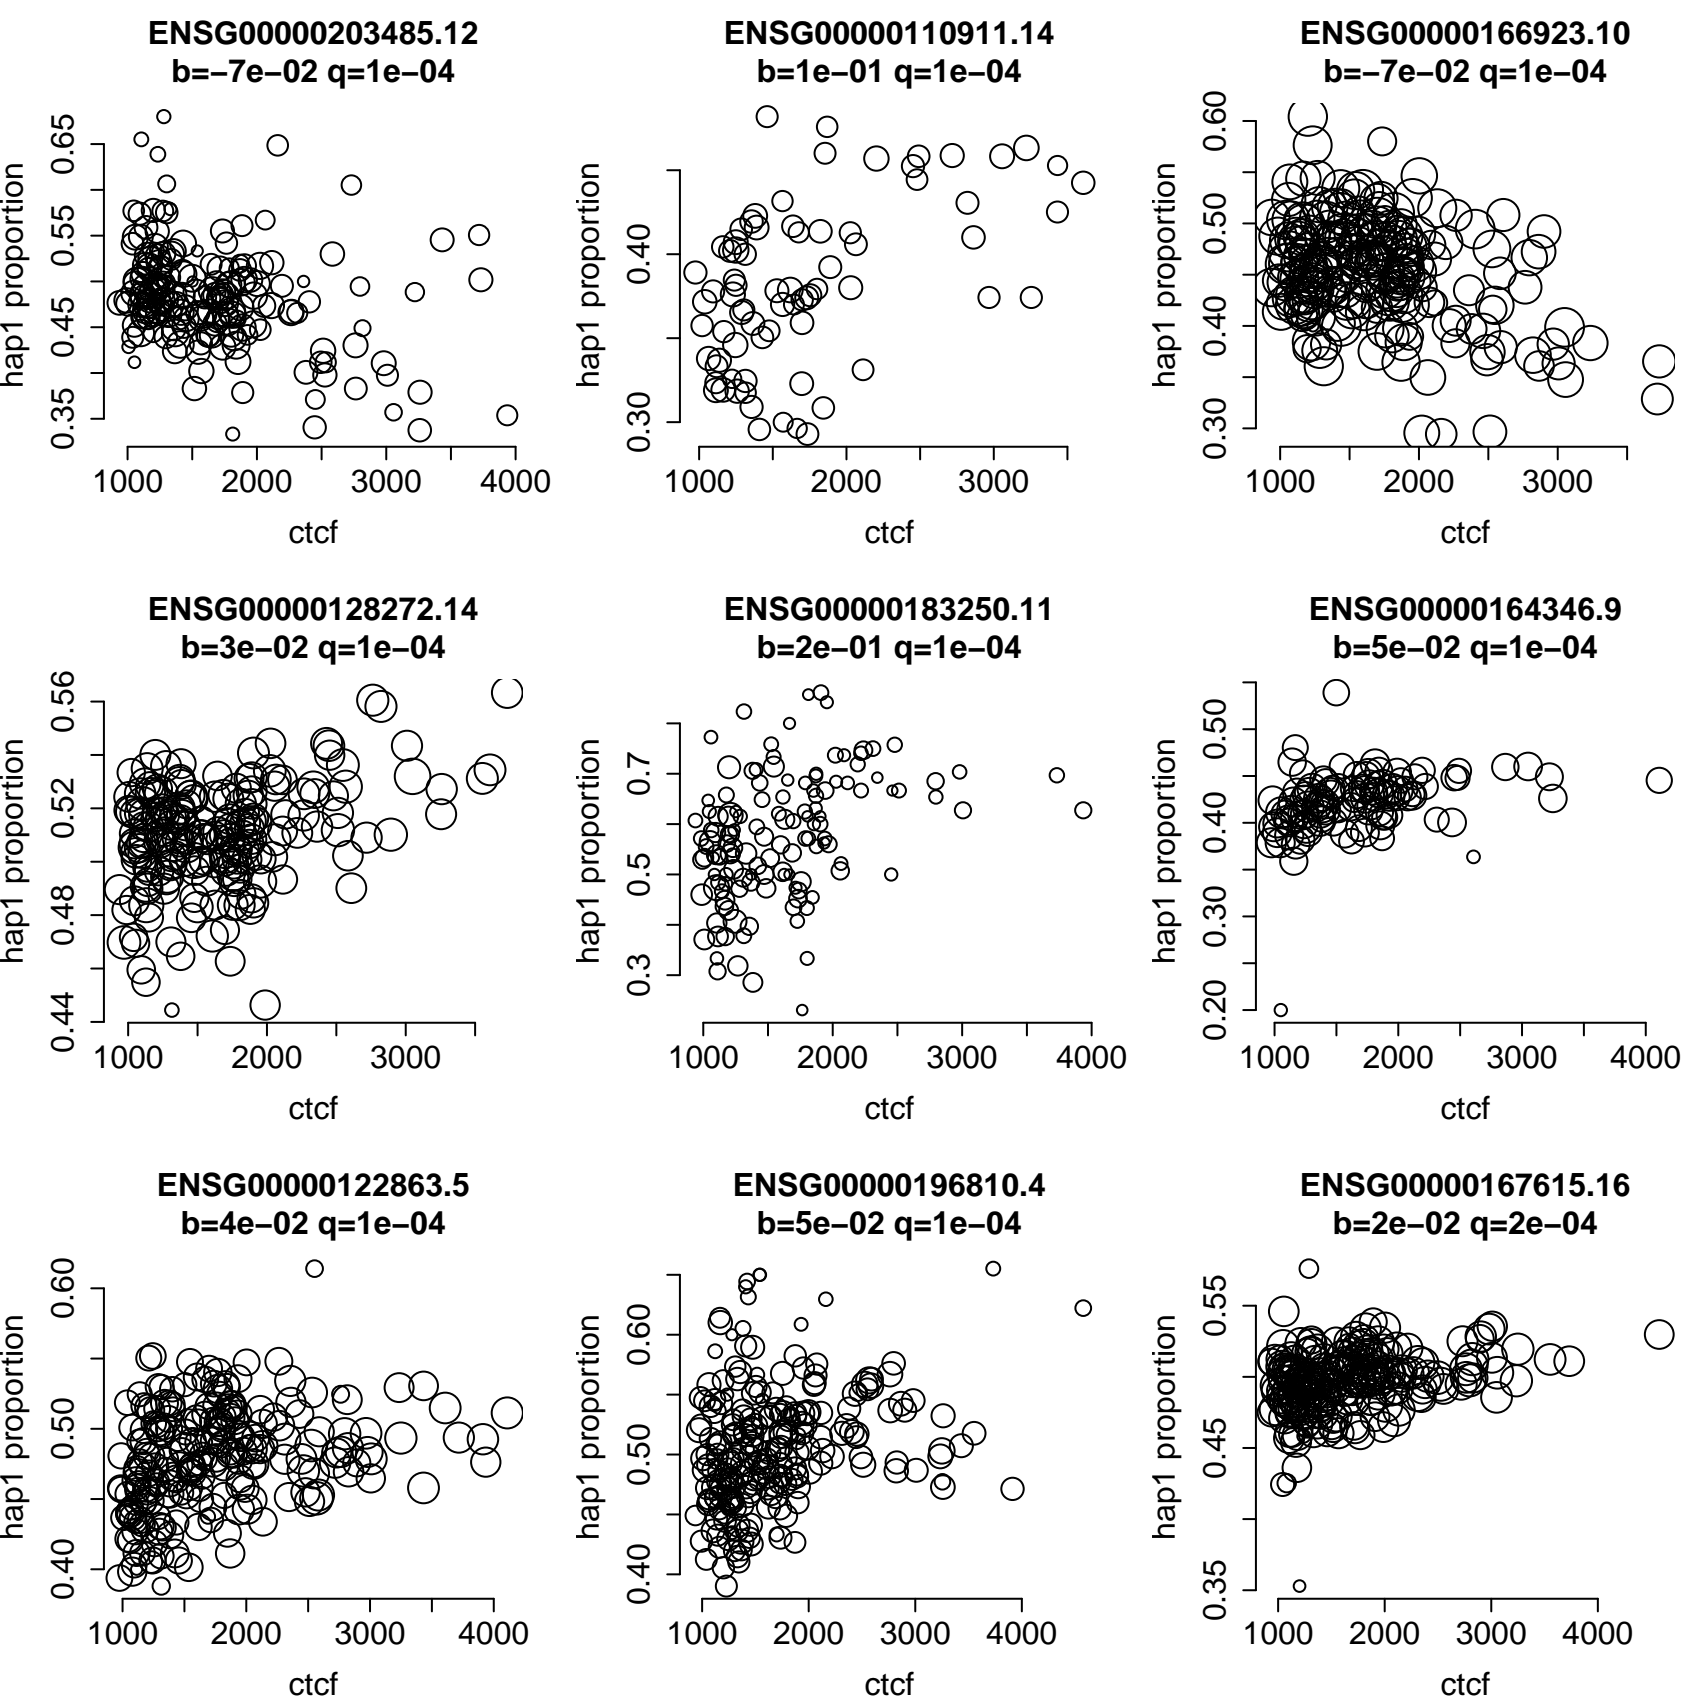 ENSG00000203485.12
b=−7e−02 q=1e−04
hap1 proportion
0.35 0.45 0.55 0.65
1000 2000 3000 4000
ctcf
ENSG00000110911.14
b=1e−01 q=1e−04
hap1 proportion
0.30 0.40
1000 2000 3000
ctcf
ENSG00000166923.10
b=−7e−02 q=1e−04
hap1 proportion
0.30 0.40 0.50 0.60
1000 2000 3000
ctcf
ENSG00000128272.14
b=3e−02 q=1e−04
hap1 proportion
0.44 0.48 0.52 0.56
1000 2000 3000
ctcf
ENSG00000183250.11
b=2e−01 q=1e−04
hap1 proportion
0.3 0.5 0.7
1000 2000 3000 4000
ctcf
ENSG00000164346.9
b=5e−02 q=1e−04
hap1 proportion
0.20 0.30 0.40 0.50
1000 2000 3000 4000
ctcf
ENSG00000122863.5
b=4e−02 q=1e−04
hap1 proportion
0.40 0.50 0.60
1000 2000 3000 4000
ctcf
ENSG00000196810.4
b=5e−02 q=1e−04
hap1 proportion
0.40 0.50 0.60
1000 2000 3000 4000
ctcf
ENSG00000167615.16
b=2e−02 q=2e−04
hap1 proportion
0.35 0.45 0.55
1000 2000 3000 4000
ctcf